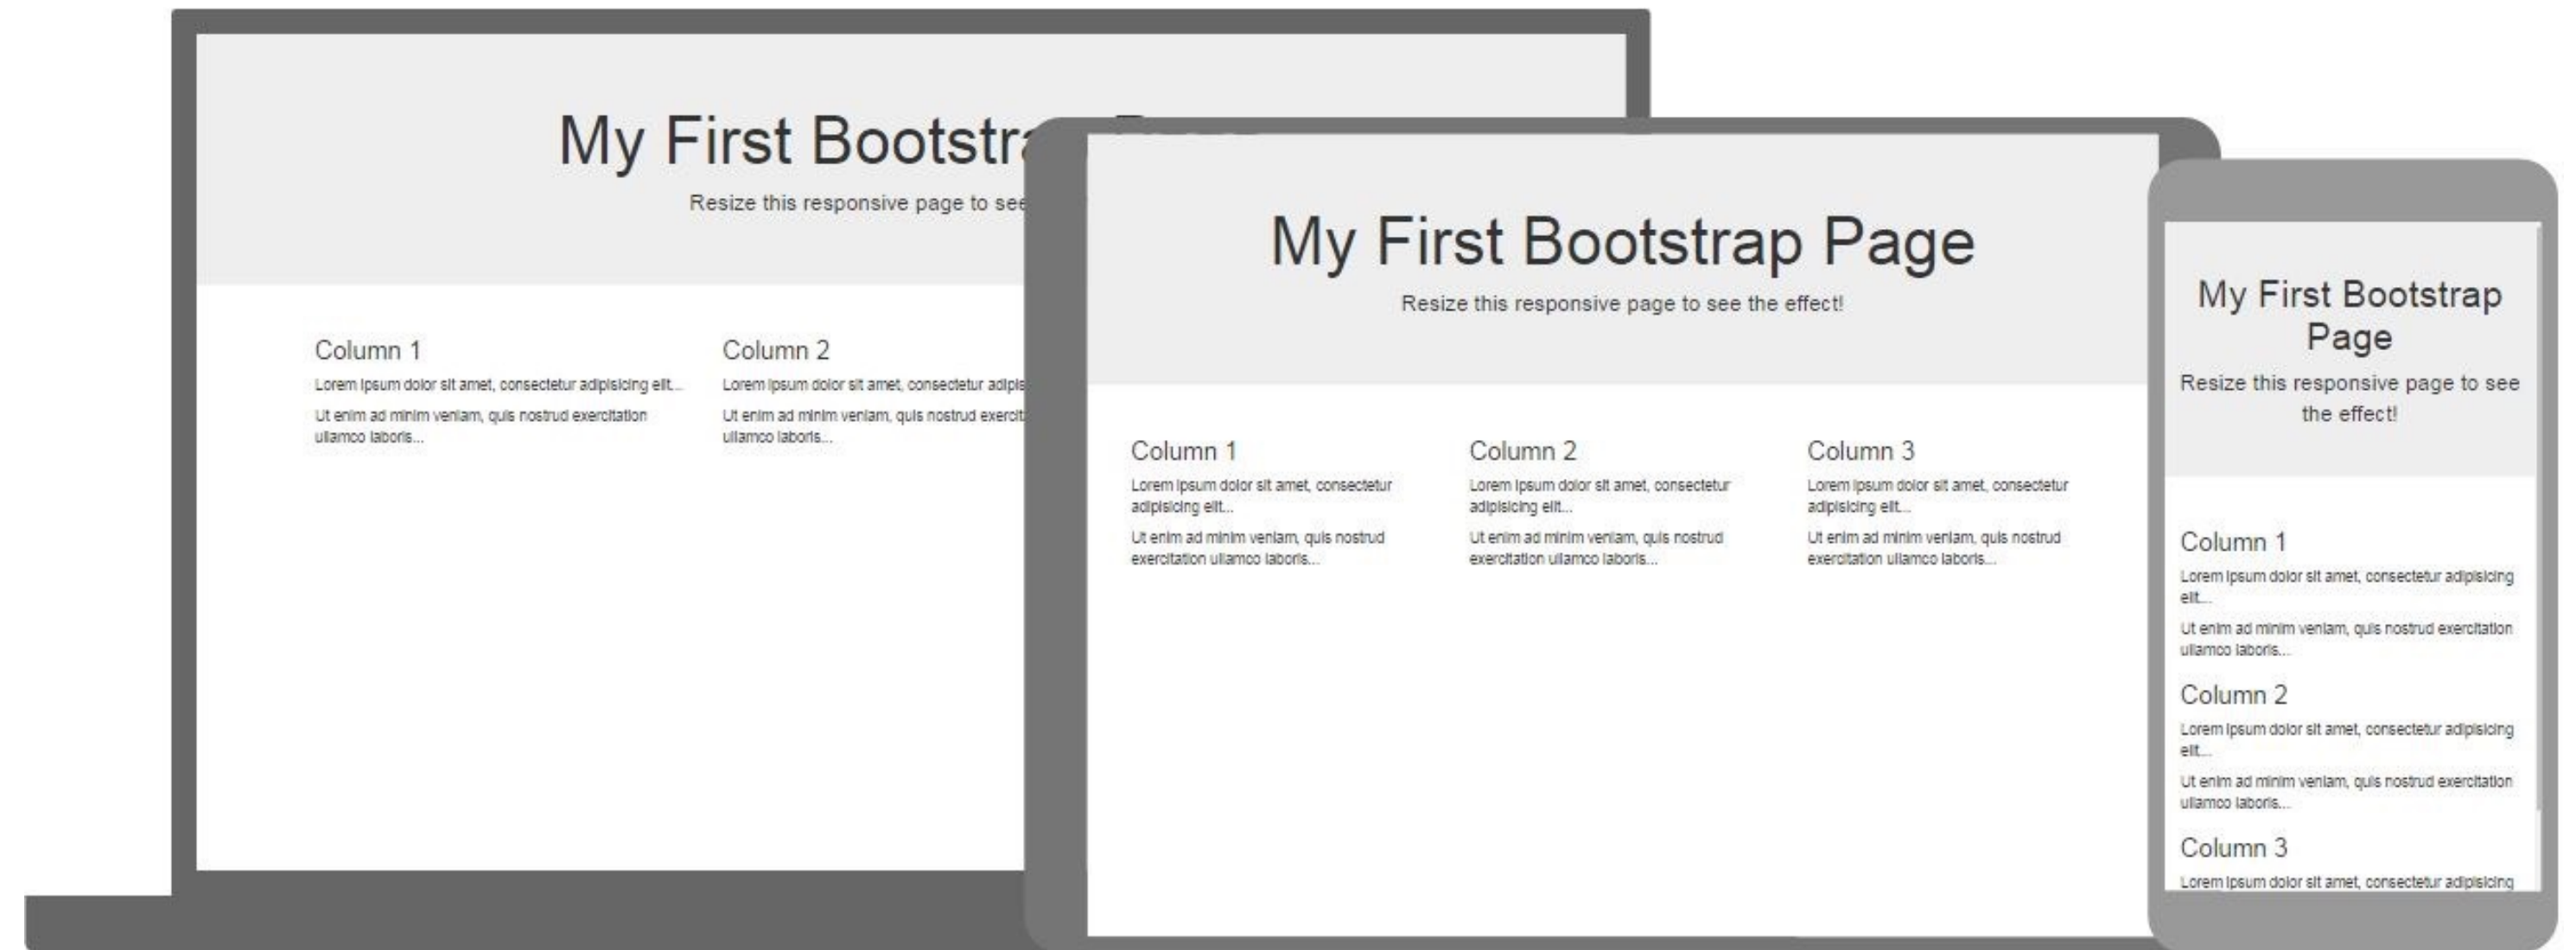 My First Bootstra
Resize this responsive page to see
Column 1
Lorem ipsum dolor sit amet, consectetur adipisicing elit...
Ut enim ad minim veniam, quis nostrud exercitation
ullamco laboris...
Column 2
Lorem ipsum dolor sit amet, consectetur adipis
Ut enim ad minim veniam, quis nostrud exercit
ullamco laboris...
My First Bootstrap Page
Resize this responsive page to see the effect!
Column 1
Lorem ipsum dolor sit amet, consectetur
adipisicing elit...
Ut enim ad minim veniam, quis nostrud
exercitation ullamco laboris...
Column 2
Lorem ipsum dolor sit amet, consectetur
adipisicing elit...
Ut enim ad minim veniam, quis nostrud
exercitation ullamco laboris...
Column 3
Lorem ipsum dolor sit amet, consectetur
adipisicing elit...
Ut enim ad minim veniam, quis nostrud
exercitation ullamco laboris...
My First Bootstrap
Page
Resize this responsive page to see
the effect!
Column 1
Lorem ipsum dolor sit amet, consectetur adipisicing
elit...
Ut enim ad minim veniam, quis nostrud exercitation
ullamco laboris...
Column 2
Lorem ipsum dolor sit amet, consectetur adipisicing
elit...
Ut enim ad minim veniam, quis nostrud exercitation
ullamco laboris...
Column 3
Lorem ipsum dolor sit amet, consectetur adipisicing